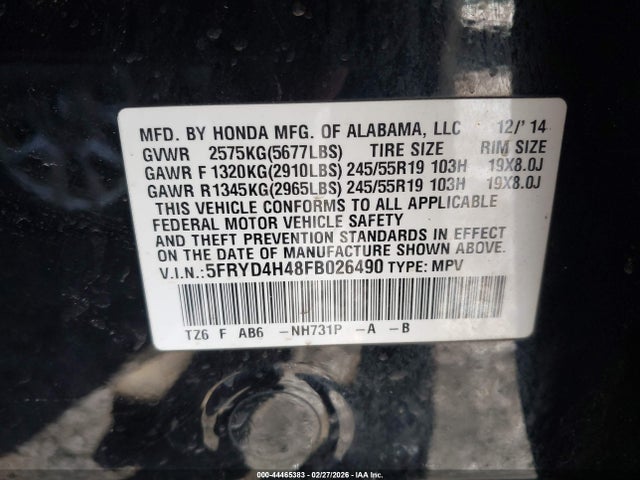 MFD. BY HONDA MFG. OF ALABAMA, LLC 12/'14
GVWR 2575KG(5677LBS) TIRE SIZE RIM SIZE
GAWR F 1320KG(2910LBS) 245/55R19 103H 19X8.0J
GAWR R1345KG(2965LBS) 245/55R19 103H 19X8.0J
THIS VEHICLE CONFORMS TO ALL APPLICABLE
FEDERAL MOTOR VEHICLE SAFETY
AND THEFT PREVENTION STANDARDS IN EFFECT
ON THE DATE OF MANUFACTURE SHOWN ABOVE.
V.I.N.:5FRYD4H48FB026490 TYPE: MPV
TZ6 F AB6 -NH731P -A -B
000-44465383 - 02/27/2026 - IAA Inc.